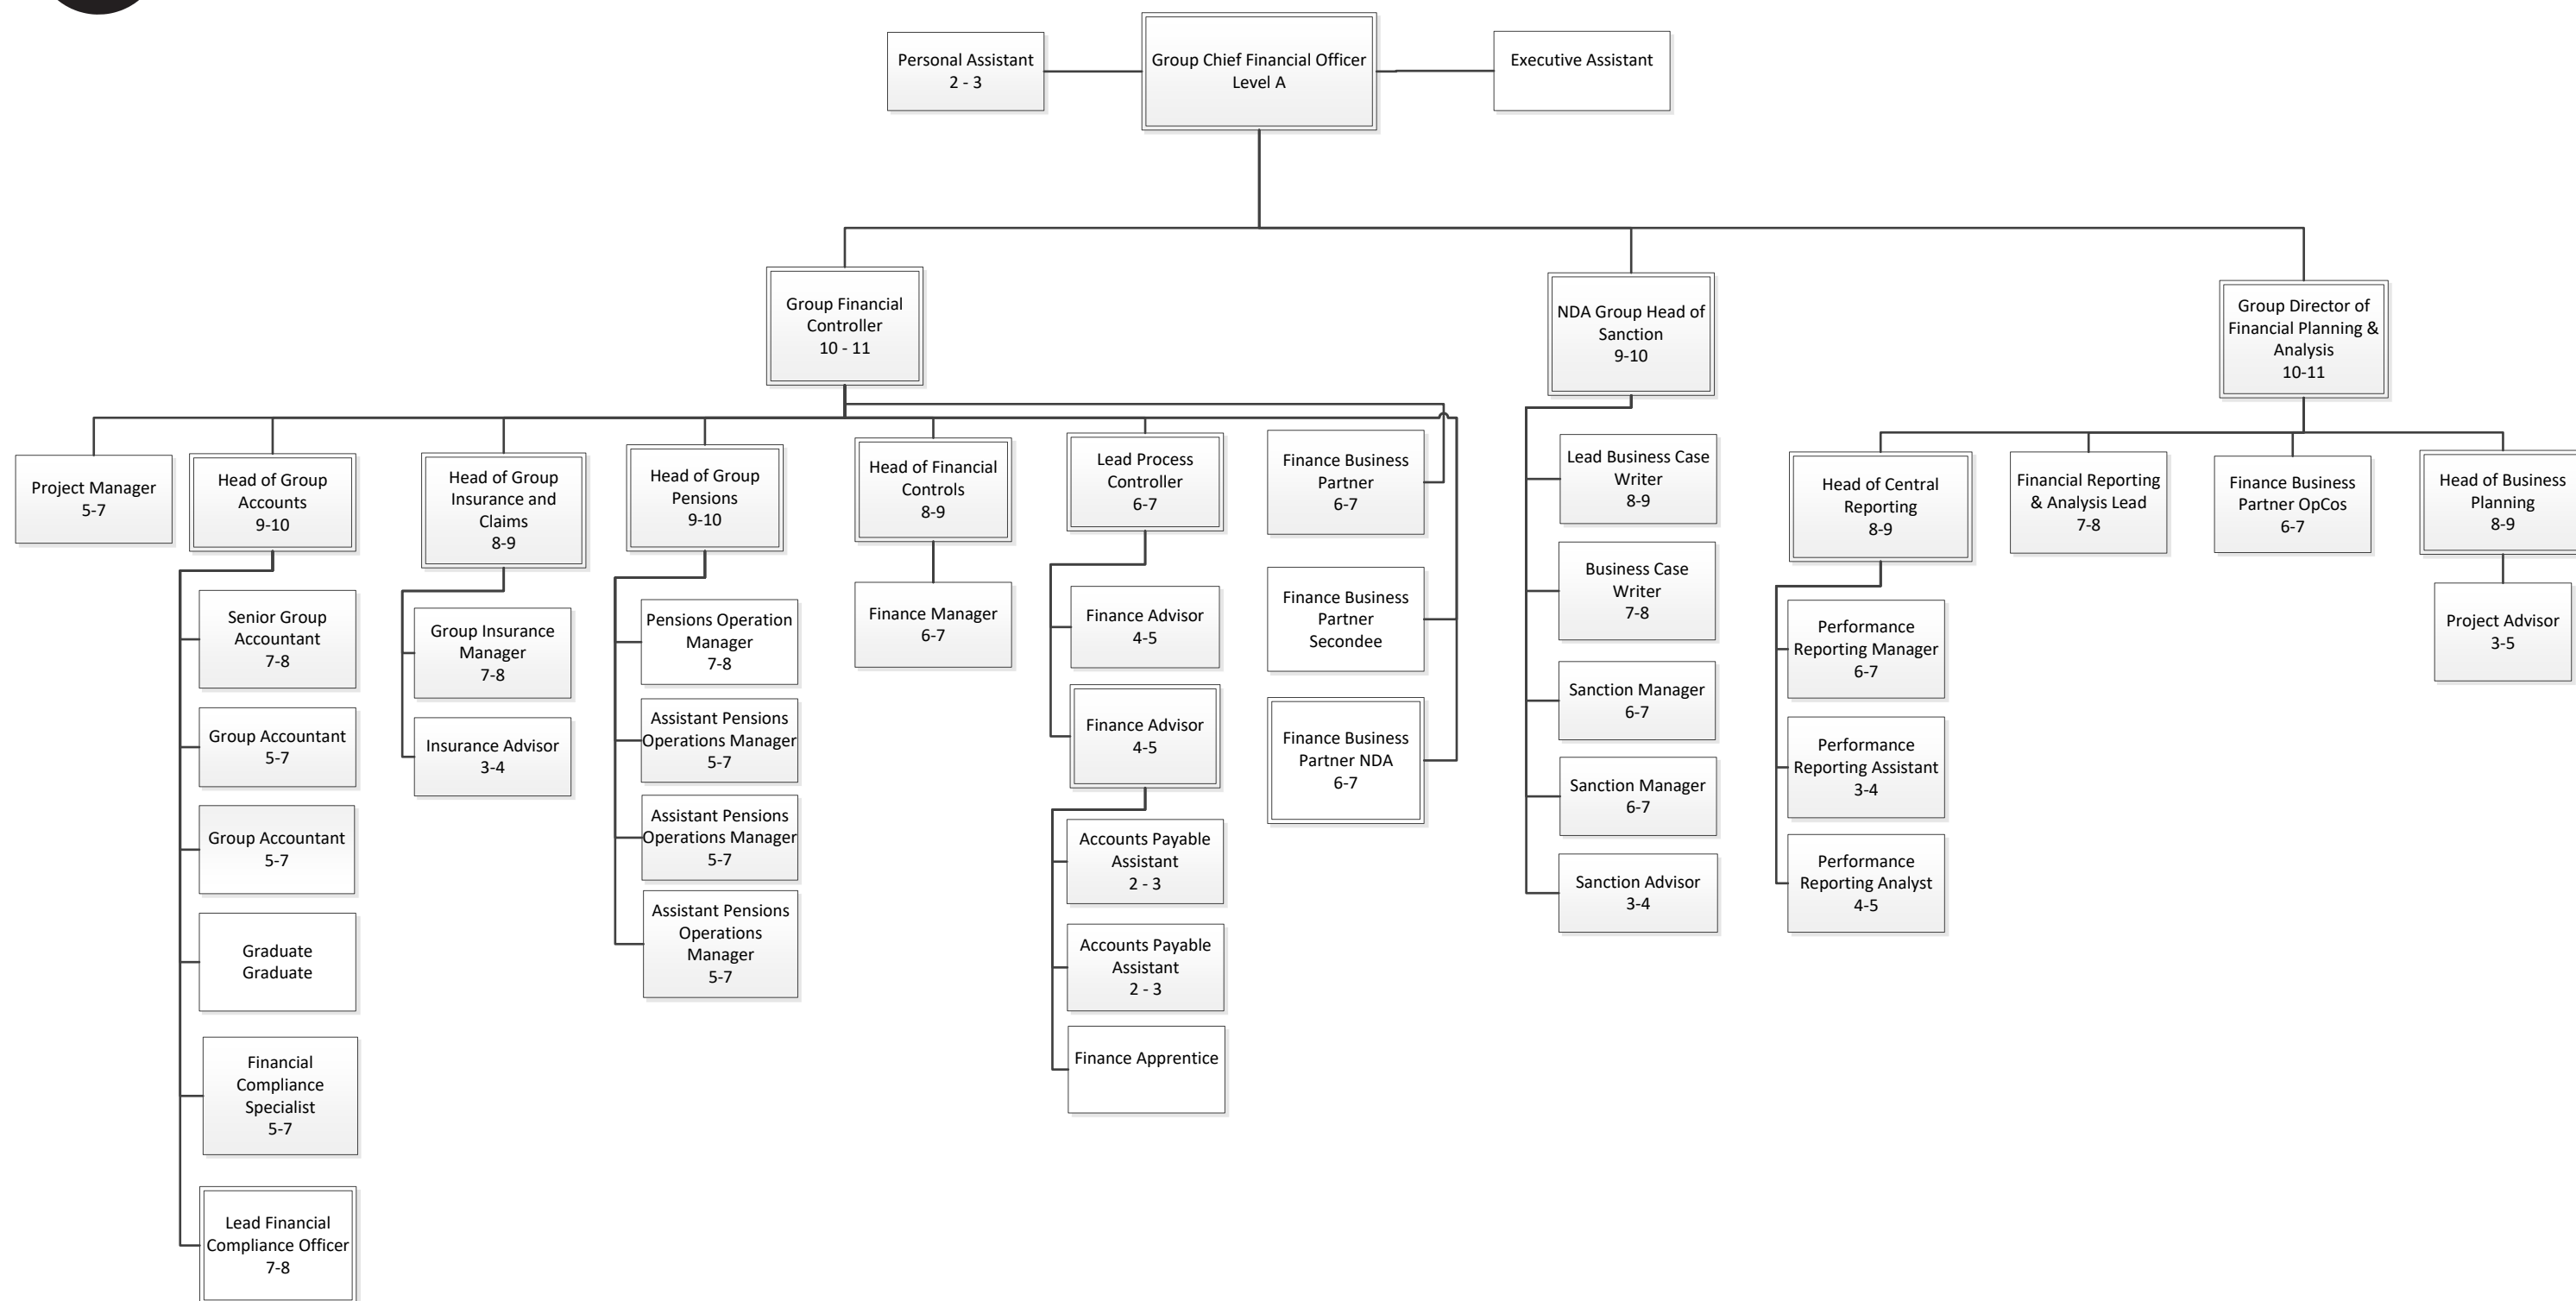 Personal Assistant
2 - 3
Group Chief Financial Officer
Level A
Executive Assistant
Group Financial
Controller
10 - 11
NDA Group Head of
Sanction
9-10
Group Director of
Financial Planning &
Analysis
10-11
Project Manager
5-7
Head of Group
Accounts
9-10
Head of Group
Insurance and
Claims
8-9
Head of Group
Pensions
9-10
Head of Financial
Controls
8-9
Lead Process
Controller
6-7
Finance Business
Partner
6-7
Lead Business Case
Writer
8-9
Head of Central
Reporting
8-9
Financial Reporting
& Analysis Lead
7-8
Finance Business
Partner OpCos
6-7
Head of Business
Planning
8-9
Senior Group
Accountant
7-8
Group Accountant
5-7
Group Accountant
5-7
Graduate
Graduate
Financial
Compliance
Specialist
5-7
Lead Financial
Compliance Officer
7-8
Group Insurance
Manager
7-8
Insurance Advisor
3-4
Pensions Operation
Manager
7-8
Assistant Pensions
Operations Manager
5-7
Assistant Pensions
Operations Manager
5-7
Assistant Pensions
Operations
Manager
5-7
Finance Manager
6-7
Finance Advisor
4-5
Finance Advisor
4-5
Accounts Payable
Assistant
2 - 3
Accounts Payable
Assistant
2 - 3
Finance Apprentice
Finance Business
Partner
Secondee
Finance Business
Partner NDA
6-7
Business Case
Writer
7-8
Sanction Manager
6-7
Sanction Manager
6-7
Sanction Advisor
3-4
Performance
Reporting Manager
6-7
Performance
Reporting Assistant
3-4
Performance
Reporting Analyst
4-5
Project Advisor
3-5